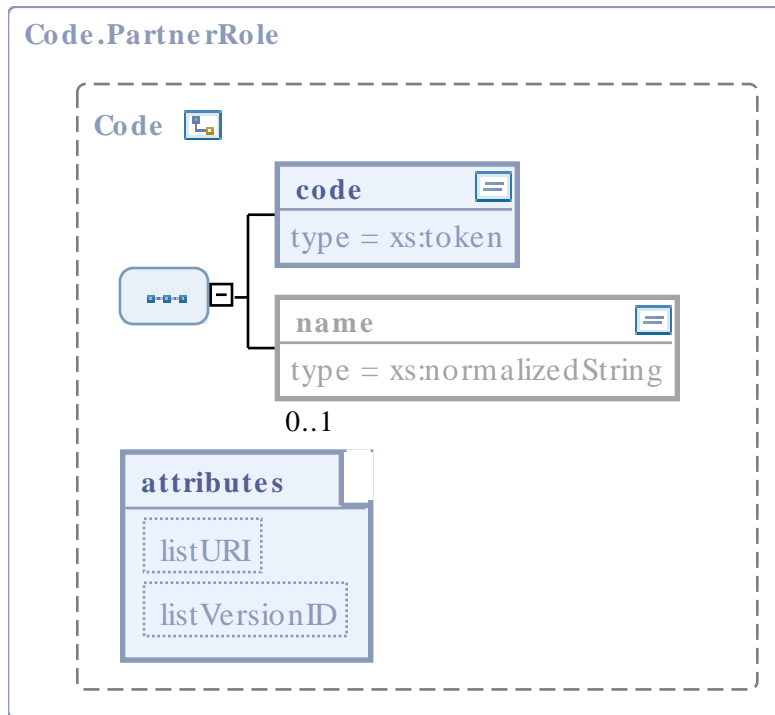 Code.PartnerRole
Code
code
type = xs:token
name
type = xs:normalizedString
0..1
attributes
listURI
listVersionID